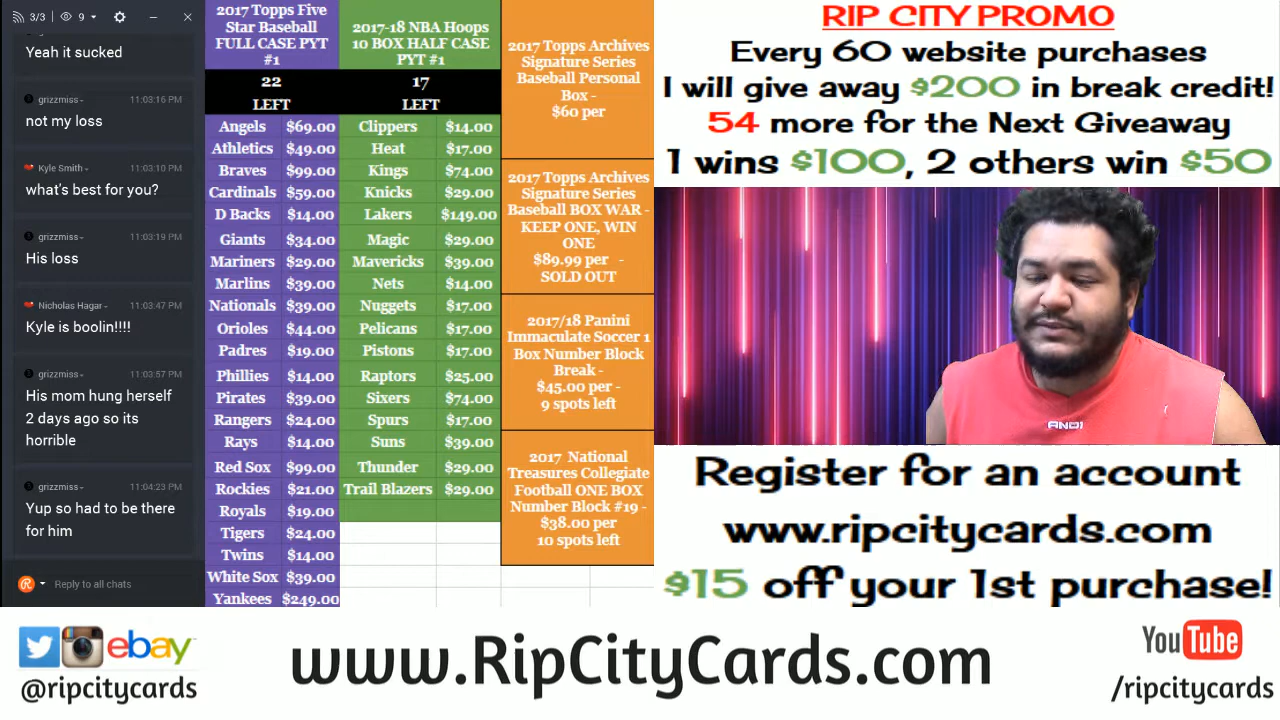 3/3 9
Yeah it sucked
grizzmiss 11:03:16 PM
not my loss
Kyle Smith 11:03:10 PM
what's best for you?
grizzmiss 11:03:19 PM
His loss
Nicholas Hagar 11:03:47 PM
Kyle is boolin!!!!
grizzmiss 11:03:57 PM
His mom hung herself
2 days ago so its
horrible
grizzmiss 11:04:23 PM
Yup so had to be there
for him
Reply to all chats
2017 Topps Five
Star Baseball
FULL CASE PYT
#1
22
LEFT
Angels $69.00
Athletics $49.00
Braves $99.00
Cardinals $59.00
D Backs $14.00
Giants $34.00
Mariners $29.00
Marlins $39.00
Nationals $39.00
Orioles $44.00
Padres $19.00
Phillies $14.00
Pirates $39.00
Rangers $24.00
Rays $14.00
Red Sox $99.00
Rockies $21.00
Royals $19.00
Tigers $24.00
Twins $14.00
White Sox $39.00
Yankees $249.00
2017-18 NBA Hoops
10 BOX HALF CASE
PYT #1
17
LEFT
Clippers $14.00
Heat $17.00
Kings $74.00
Knicks $29.00
Lakers $149.00
Magic $29.00
Mavericks $39.00
Nets $14.00
Nuggets $17.00
Pelicans $17.00
Pistons $17.00
Raptors $25.00
Sixers $74.00
Spurs $17.00
Suns $39.00
Thunder $29.00
Trail Blazers $29.00
2017 Topps Archives
Signature Series
Baseball Personal
Box -
$60 per
2017 Topps Archives
Signature Series
Baseball BOX WAR -
KEEP ONE, WIN
ONE
$89.99 per -
SOLD OUT
2017/18 Panini
Immaculate Soccer 1
Box Number Block
Break -
$45.00 per -
9 spots left
2017 National
Treasures Collegiate
Football ONE BOX
Number Block #19 -
$38.00 per
10 spots left
RIP CITY PROMO
Every 60 website purchases
I will give away $200 in break credit!
54 more for the Next Giveaway
1 wins $100, 2 others win $50
AND1
Register for an account
www.ripcitycards.com
$15 off your 1st purchase!
ebay
@ripcitycards
www.RipCityCards.com
YouTube
/ripcitycards